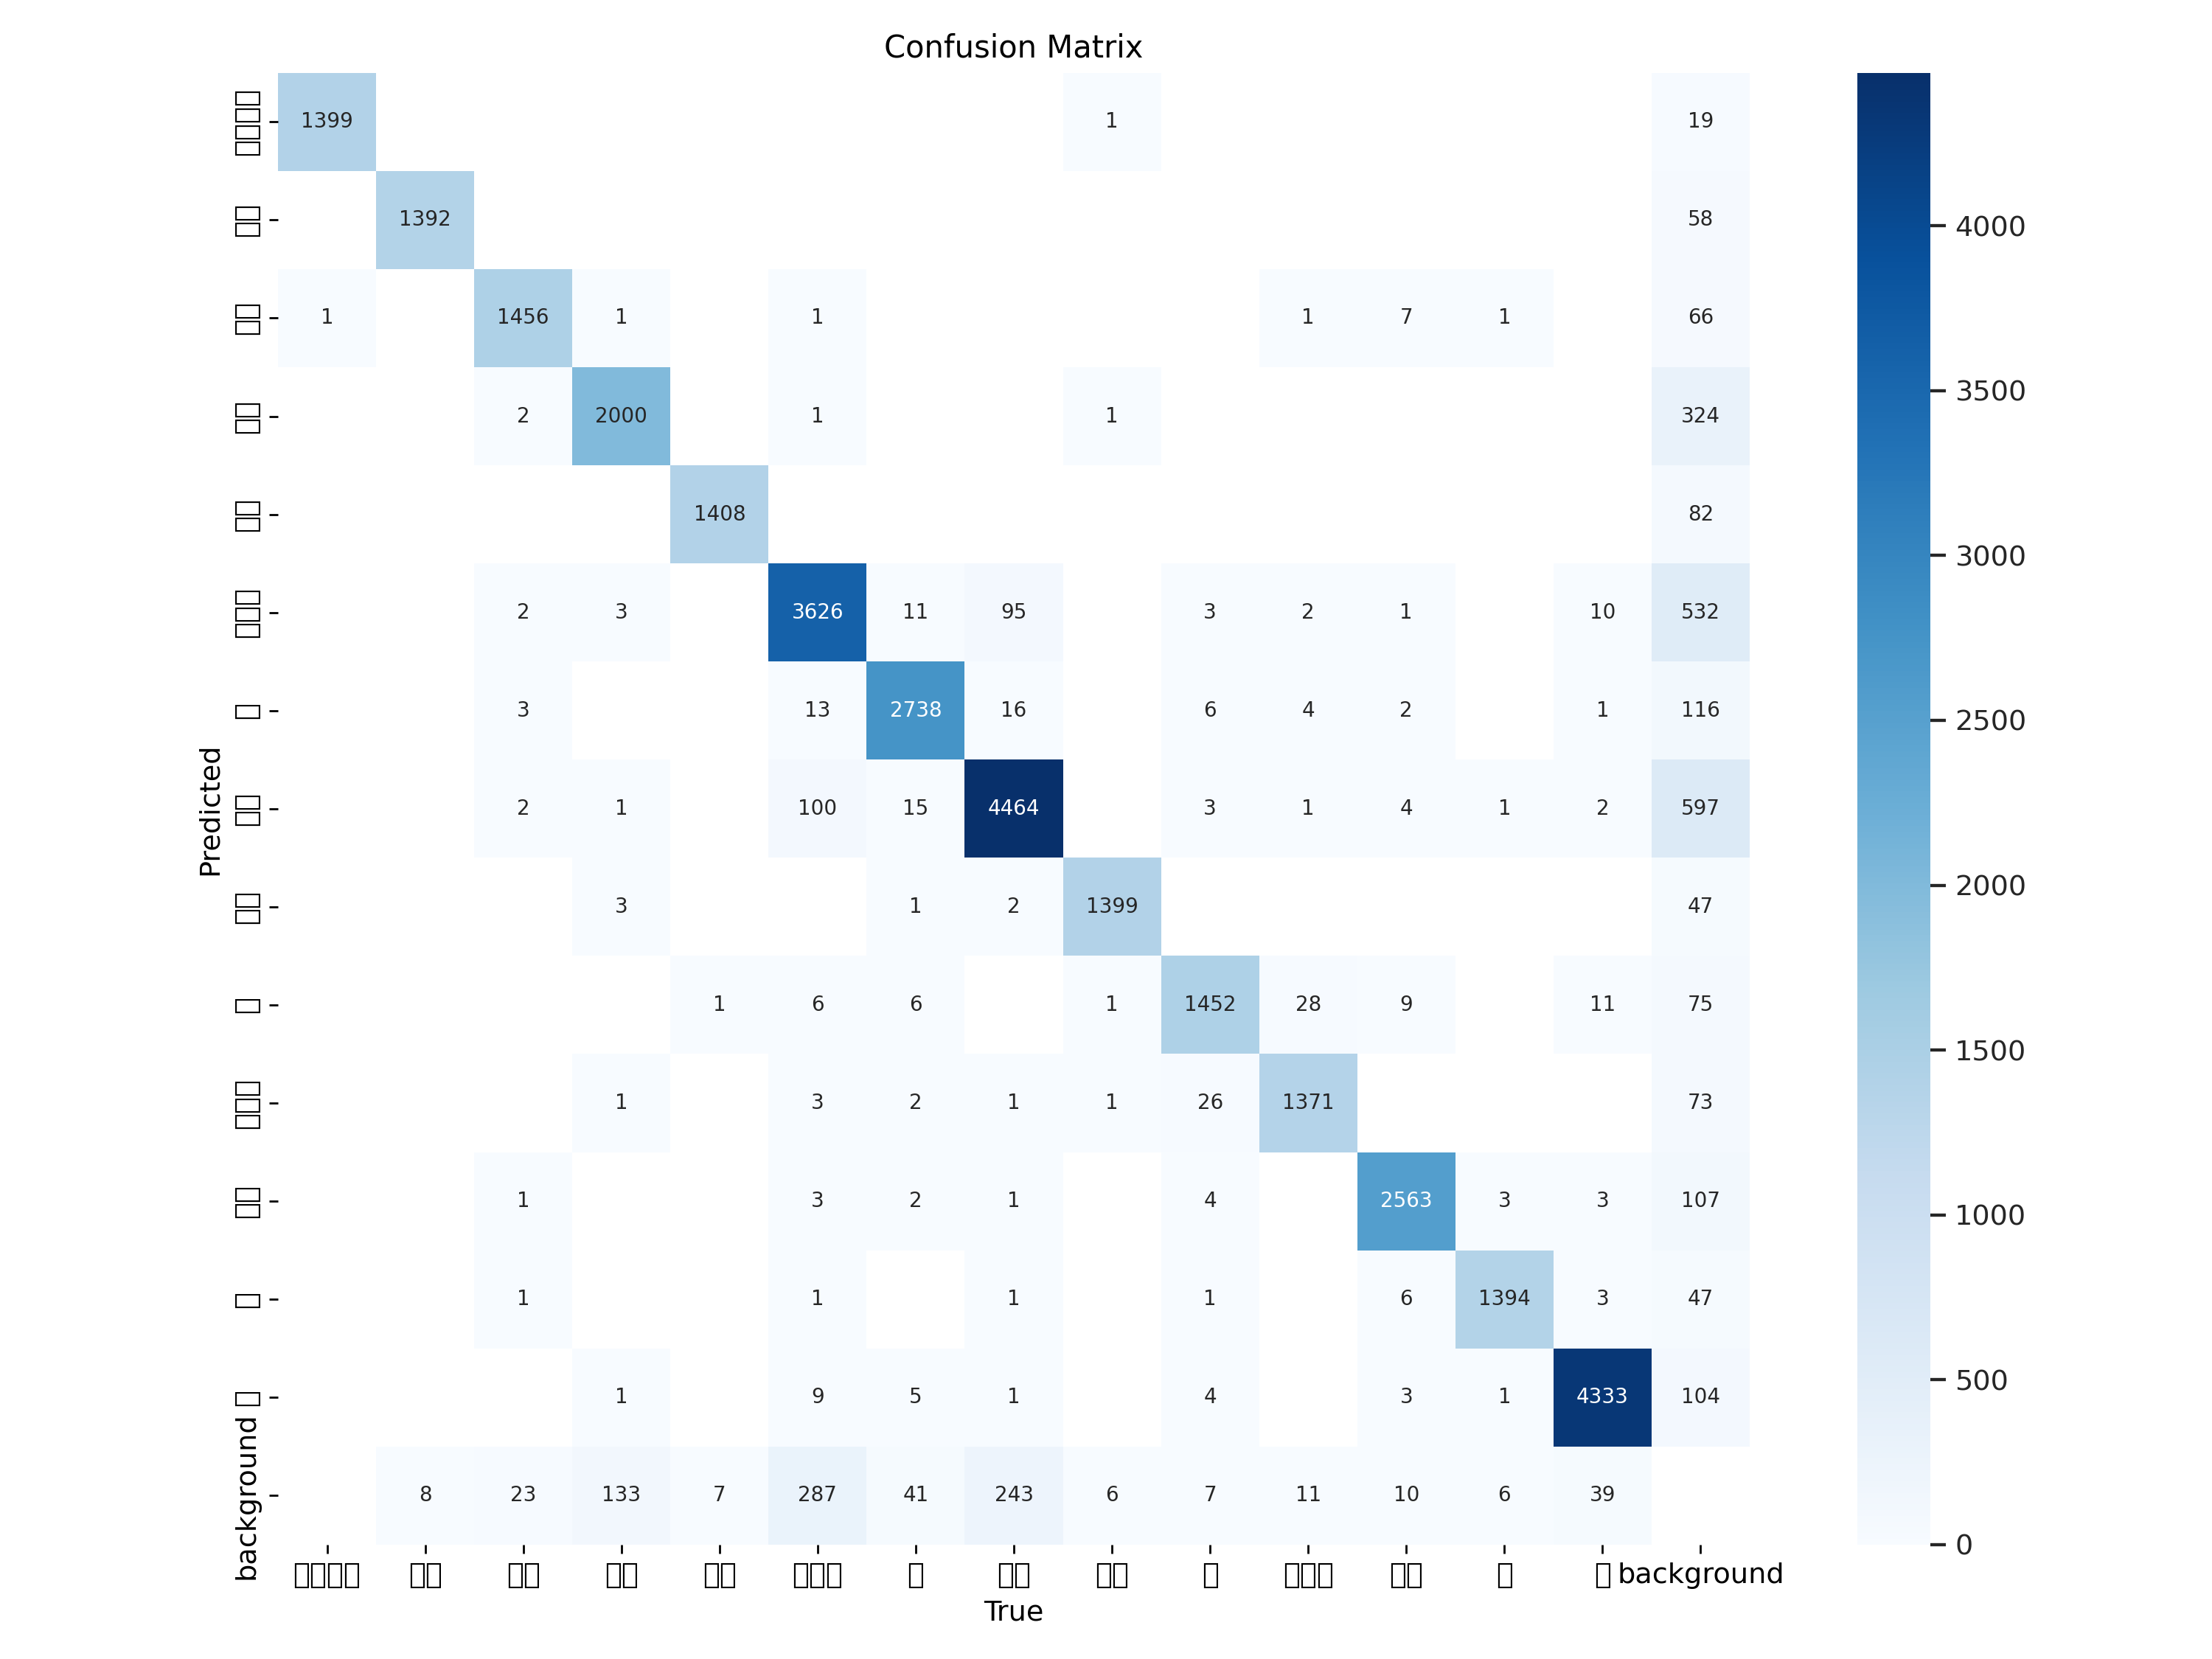 Confusion Matrix
1399 1 19
1392 58
1 1456 1 1 1 7 1 66
2 2000 1 1 324
1408 82
2 3 3626 11 95 3 2 1 10 532
3 13 2738 16 6 4 2 1 116
2 1 100 15 4464 3 1 4 1 2 597
3 1 2 1399 47
1 6 6 1 1452 28 9 11 75
1 3 2 1 1 26 1371 73
1 3 2 1 4 2563 3 3 107
1 1 1 1 6 1394 3 47
1 9 5 1 4 3 1 4333 104
background 8 23 133 7 287 41 243 6 7 11 10 6 39
background
True
Predicted
4000
3500
3000
2500
2000
1500
1000
500
0